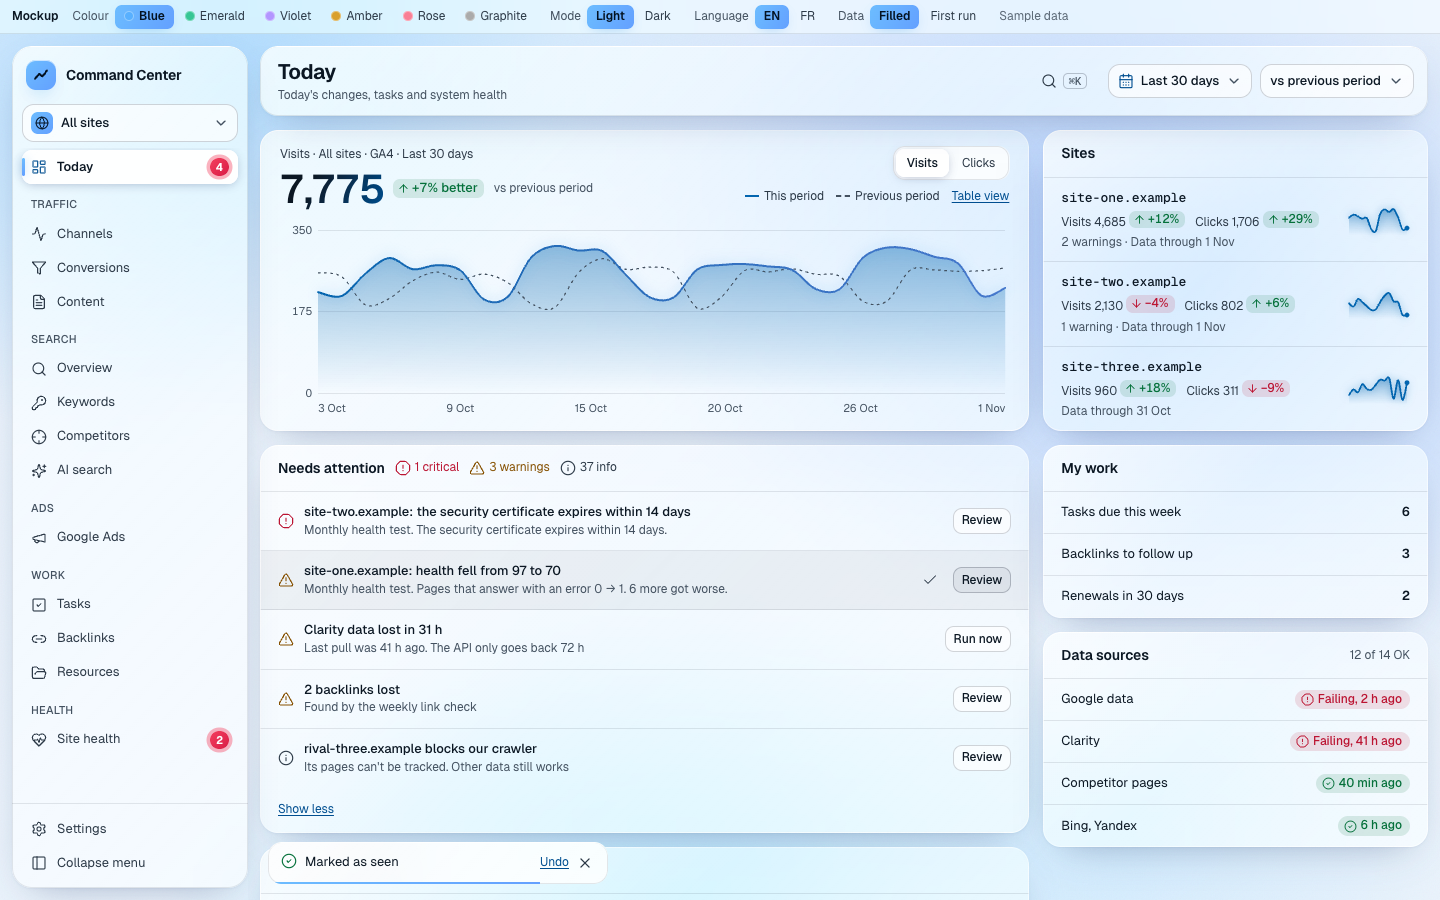 Mockup Colour Blue Emerald Violet Amber Rose Graphite Mode Light Dark Language EN FR Data Filled First run Sample data
Command Center
All sites
Today 4
TRAFFIC
Channels
Conversions
Content
SEARCH
Overview
Keywords
Competitors
AI search
ADS
Google Ads
WORK
Tasks
Backlinks
Resources
HEALTH
Site health 2
Settings
Collapse menu
Today
Today's changes, tasks and system health
⌘K
Last 30 days
vs previous period
Visits · All sites · GA4 · Last 30 days
Visits Clicks
7,775 ↑ +7% better vs previous period
This period Previous period Table view
350
175
0
3 Oct 9 Oct 15 Oct 20 Oct 26 Oct 1 Nov
Needs attention 1 critical 3 warnings 37 info
site-two.example: the security certificate expires within 14 days
Monthly health test. The security certificate expires within 14 days.
Review
site-one.example: health fell from 97 to 70
Monthly health test. Pages that answer with an error 0 → 1. 6 more got worse.
Review
Clarity data lost in 31 h
Last pull was 41 h ago. The API only goes back 72 h
Run now
2 backlinks lost
Found by the weekly link check
Review
rival-three.example blocks our crawler
Its pages can't be tracked. Other data still works
Review
Show less
Marked as seen Undo
Sites
site-one.example
Visits 4,685 ↑ +12% Clicks 1,706 ↑ +29%
2 warnings · Data through 1 Nov
site-two.example
Visits 2,130 ↓ −4% Clicks 802 ↑ +6%
1 warning · Data through 1 Nov
site-three.example
Visits 960 ↑ +18% Clicks 311 ↓ −9%
Data through 31 Oct
My work
Tasks due this week 6
Backlinks to follow up 3
Renewals in 30 days 2
Data sources 12 of 14 OK
Google data Failing, 2 h ago
Clarity Failing, 41 h ago
Competitor pages 40 min ago
Bing, Yandex 6 h ago